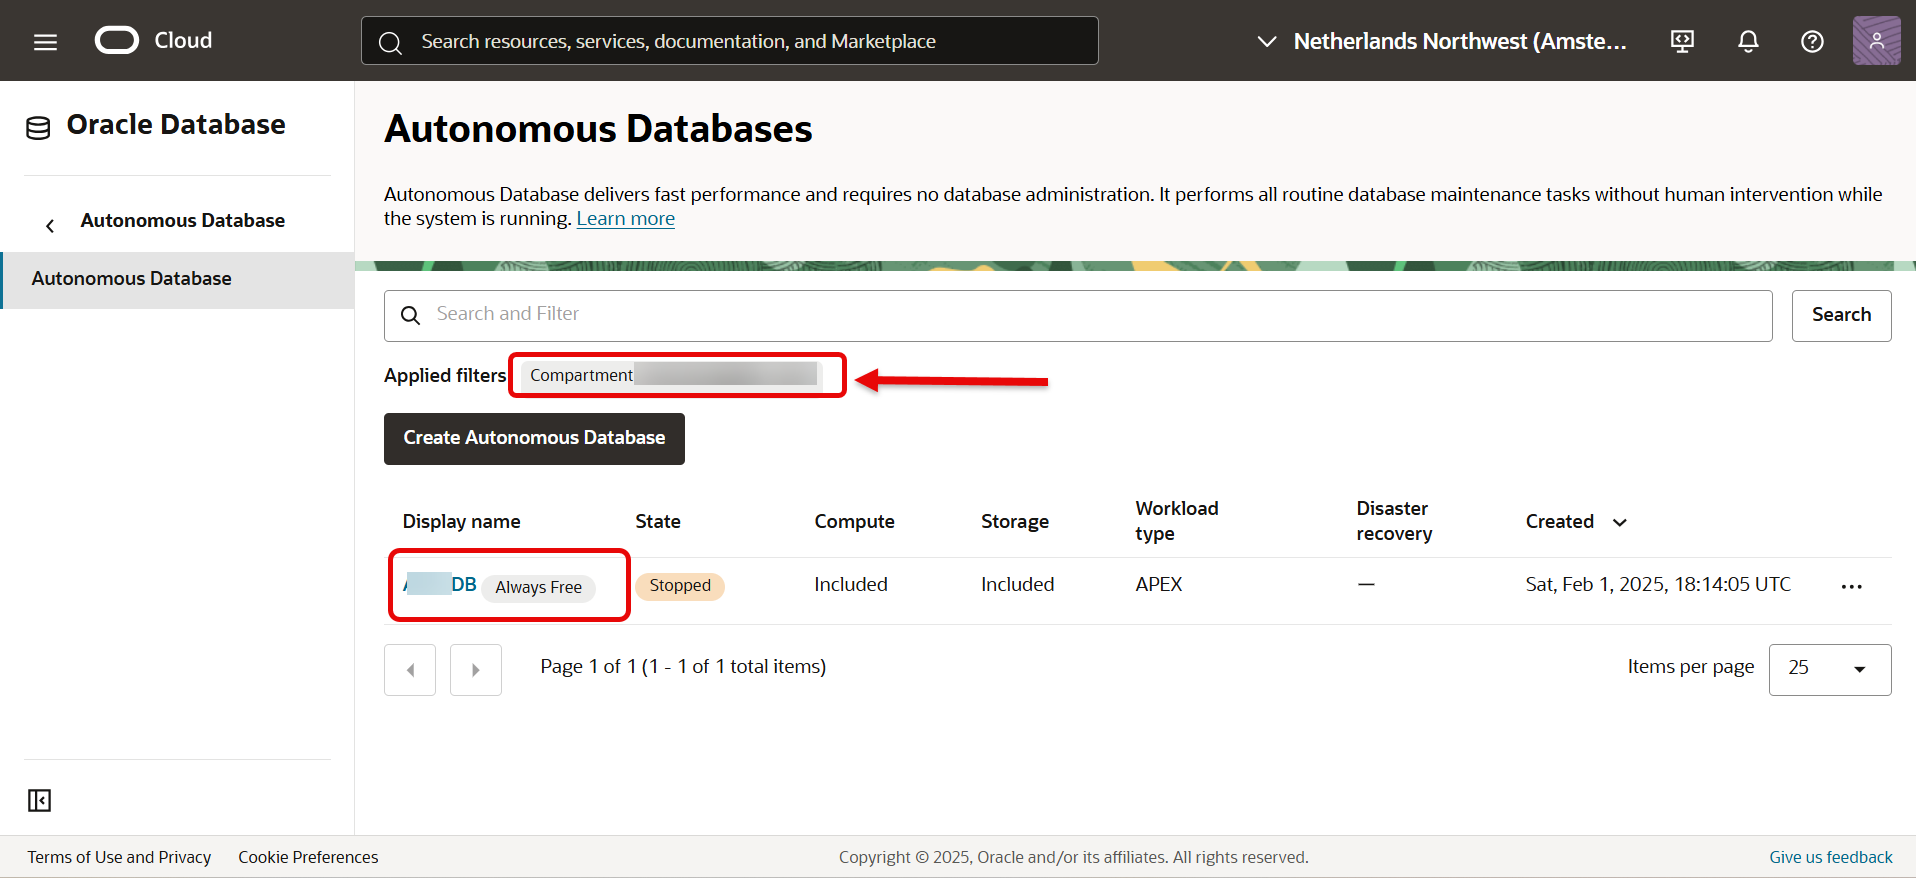 Cloud
Search resources, services, documentation, and Marketplace
Netherlands Northwest (Amste...
Oracle Database
Autonomous Database
Autonomous Database
Autonomous Databases
Autonomous Database delivers fast performance and requires no database administration. It performs all routine database maintenance tasks without human intervention while
the system is running. Learn more
Search and Filter
Search
Applied filters Compartment
Create Autonomous Database
Display name State Compute Storage Workload type Disaster recovery Created
DB Always Free Stopped Included Included APEX — Sat, Feb 1, 2025, 18:14:05 UTC
Page 1 of 1 (1 - 1 of 1 total items)
Items per page 25
Terms of Use and Privacy Cookie Preferences Copyright © 2025, Oracle and/or its affiliates. All rights reserved. Give us feedback